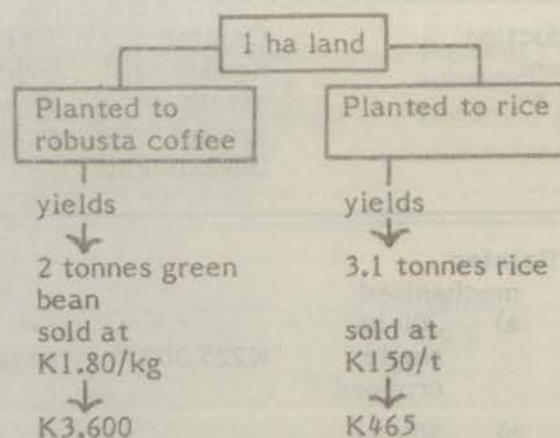 1 ha land
Planted to
robusta coffee
yields
2 tonnes green
bean
sold at
K1.80/kg
K3,600
Planted to rice
yields
3.1 tonnes rice
sold at
K150/t
K465